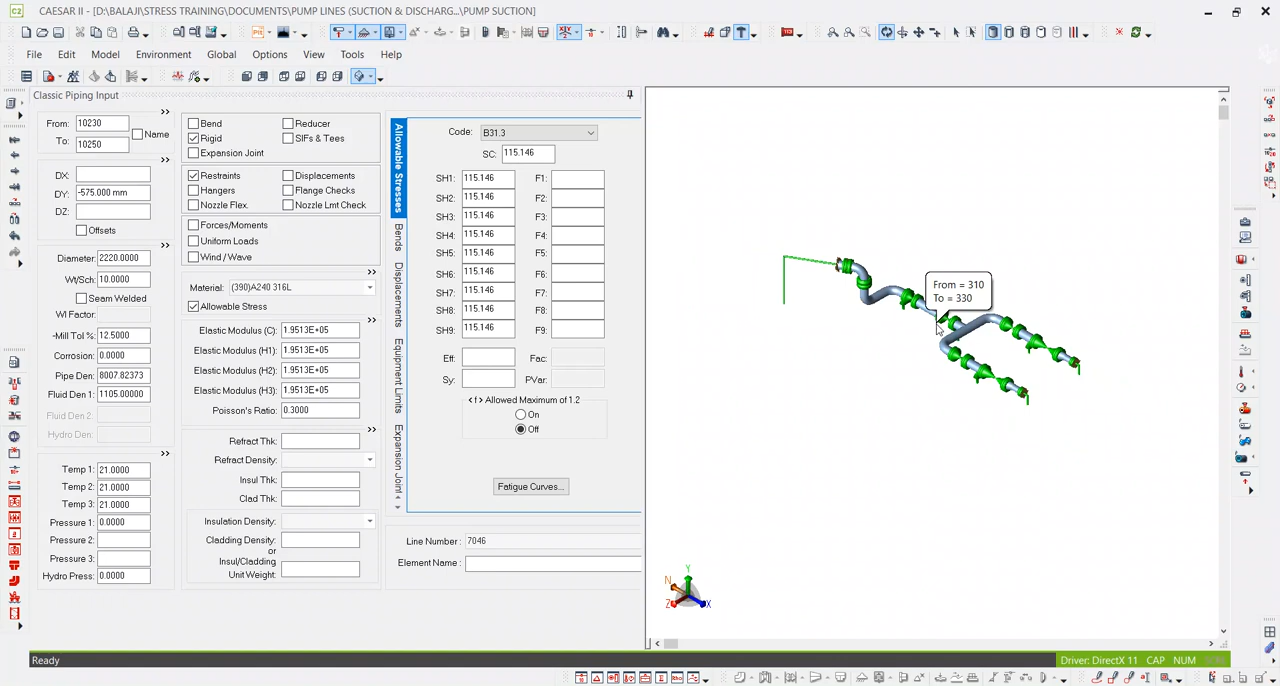 CAESAR II - [D:\BALAJI\STRESS TRAINING\DOCUMENTS\PUMP LINES (SUCTION & DISCHARG...\PUMP SUCTION]
File Edit Model Environment Global Options View Tools Help
Classic Piping Input
From: 10230
To: 10250
Name
DX:
DY: -575.000 mm
DZ:
Offsets
Diameter: 2220.0000
Wt/Sch: 10.0000
Seam Welded
WI Factor:
-Mill Tol %: 12.5000
Corrosion: 0.0000
Pipe Den: 8007.82373
Fluid Den 1: 1105.00000
Fluid Den 2:
Hydro Den:
Temp 1: 21.0000
Temp 2: 21.0000
Temp 3: 21.0000
Pressure 1: 0.0000
Pressure 2:
Pressure 3:
Hydro Press: 0.0000
Bend Reducer
Rigid SIFs & Tees
Expansion Joint
Restraints Displacements
Hangers Flange Checks
Nozzle Flex. Nozzle Lmt Check
Forces/Moments
Uniform Loads
Wind / Wave
Material: (390)A240 316L
Allowable Stress
Elastic Modulus (C): 1.9513E+05
Elastic Modulus (H1): 1.9513E+05
Elastic Modulus (H2): 1.9513E+05
Elastic Modulus (H3): 1.9513E+05
Poisson's Ratio: 0.3000
Refract Thk:
Refract Density:
Insul Thk:
Clad Thk:
Insulation Density:
Cladding Density:
or
Insul/Cladding
Unit Weight:
Allowable Stresses
Bends
Displacements
Equipment Limits
Expansion Joint
Code: B31.3
SC: 115.146
SH1: 115.146 F1:
SH2: 115.146 F2:
SH3: 115.146 F3:
SH4: 115.146 F4:
SH5: 115.146 F5:
SH6: 115.146 F6:
SH7: 115.146 F7:
SH8: 115.146 F8:
SH9: 115.146 F9:
Eff: Fac:
Sy: PVar:
< f > Allowed Maximum of 1.2
On
Off
Fatigue Curves...
Line Number: 7046
Element Name:
From = 310
To = 330
Y
N
Z
X
Ready
Driver: DirectX 11 CAP NUM